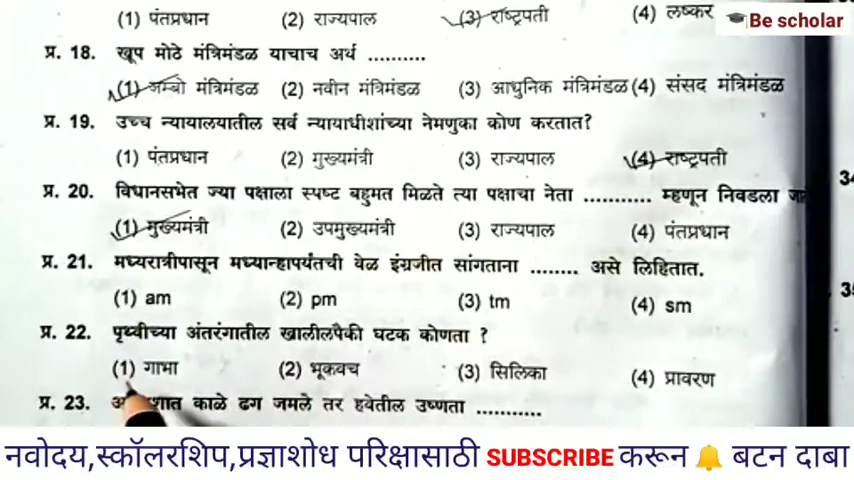 (1) पंतप्रधान (2) राज्यपाल (3) राष्ट्रपती (4) लष्कर
Be scholar
प्र. 18. खूप मोठे मंत्रिमंडळ याचाच अर्थ ..........
(1) जम्बो मंत्रिमंडळ (2) नवीन मंत्रिमंडळ (3) आधुनिक मंत्रिमंडळ (4) संसद मंत्रिमंडळ
प्र. 19. उच्च न्यायालयातील सर्व न्यायाधीशांच्या नेमणुका कोण करतात?
(1) पंतप्रधान (2) मुख्यमंत्री (3) राज्यपाल (4) राष्ट्रपती
प्र. 20. विधानसभेत ज्या पक्षाला स्पष्ट बहुमत मिळते त्या पक्षाचा नेता ............ म्हणून निवडला
(1) मुख्यमंत्री (2) उपमुख्यमंत्री (3) राज्यपाल (4) पंतप्रधान
प्र. 21. मध्यरात्रीपासून मध्यान्हापर्यंतची वेळ इंग्रजीत सांगताना ........ असे लिहितात.
(1) am (2) pm (3) tm (4) sm
प्र. 22. पृथ्वीच्या अंतरंगातील खालीलपैकी घटक कोणता ?
(1) गाभा (2) भूकवच (3) सिलिका (4) प्रावरण
प्र. 23. काळे ढग जमले तर हवेतील उष्णता ...........
नवोदय,स्कॉलरशिप,प्रज्ञाशोध परिक्षासाठी SUBSCRIBE करून बटन दाबा